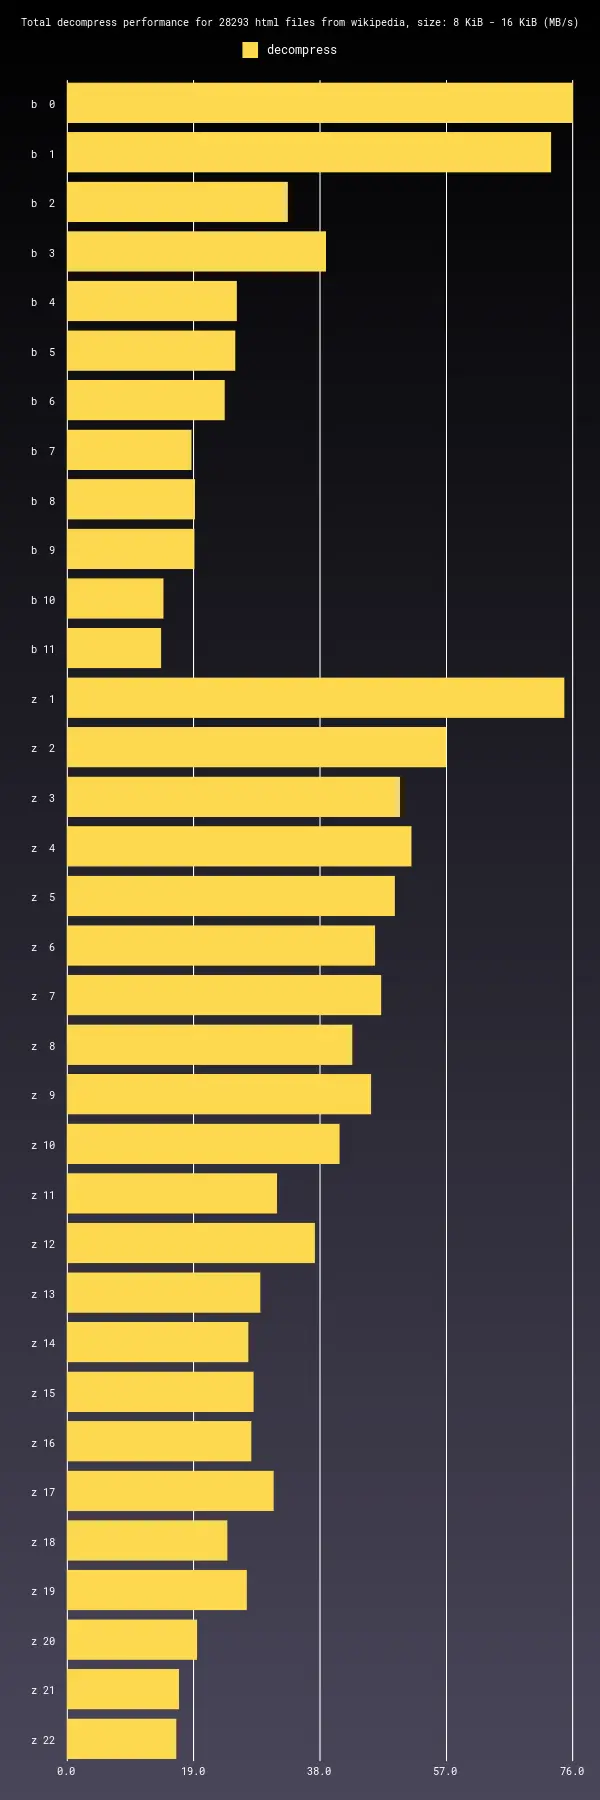 Total decompress performance for 28293 html files from wikipedia, size: 8 KiB - 16 KiB (MB/s)
decompress
b  0
b  1
b  2
b  3
b  4
b  5
b  6
b  7
b  8
b  9
b 10
b 11
z  1
z  2
z  3
z  4
z  5
z  6
z  7
z  8
z  9
z 10
z 11
z 12
z 13
z 14
z 15
z 16
z 17
z 18
z 19
z 20
z 21
z 22
0.0 19.0 38.0 57.0 76.0